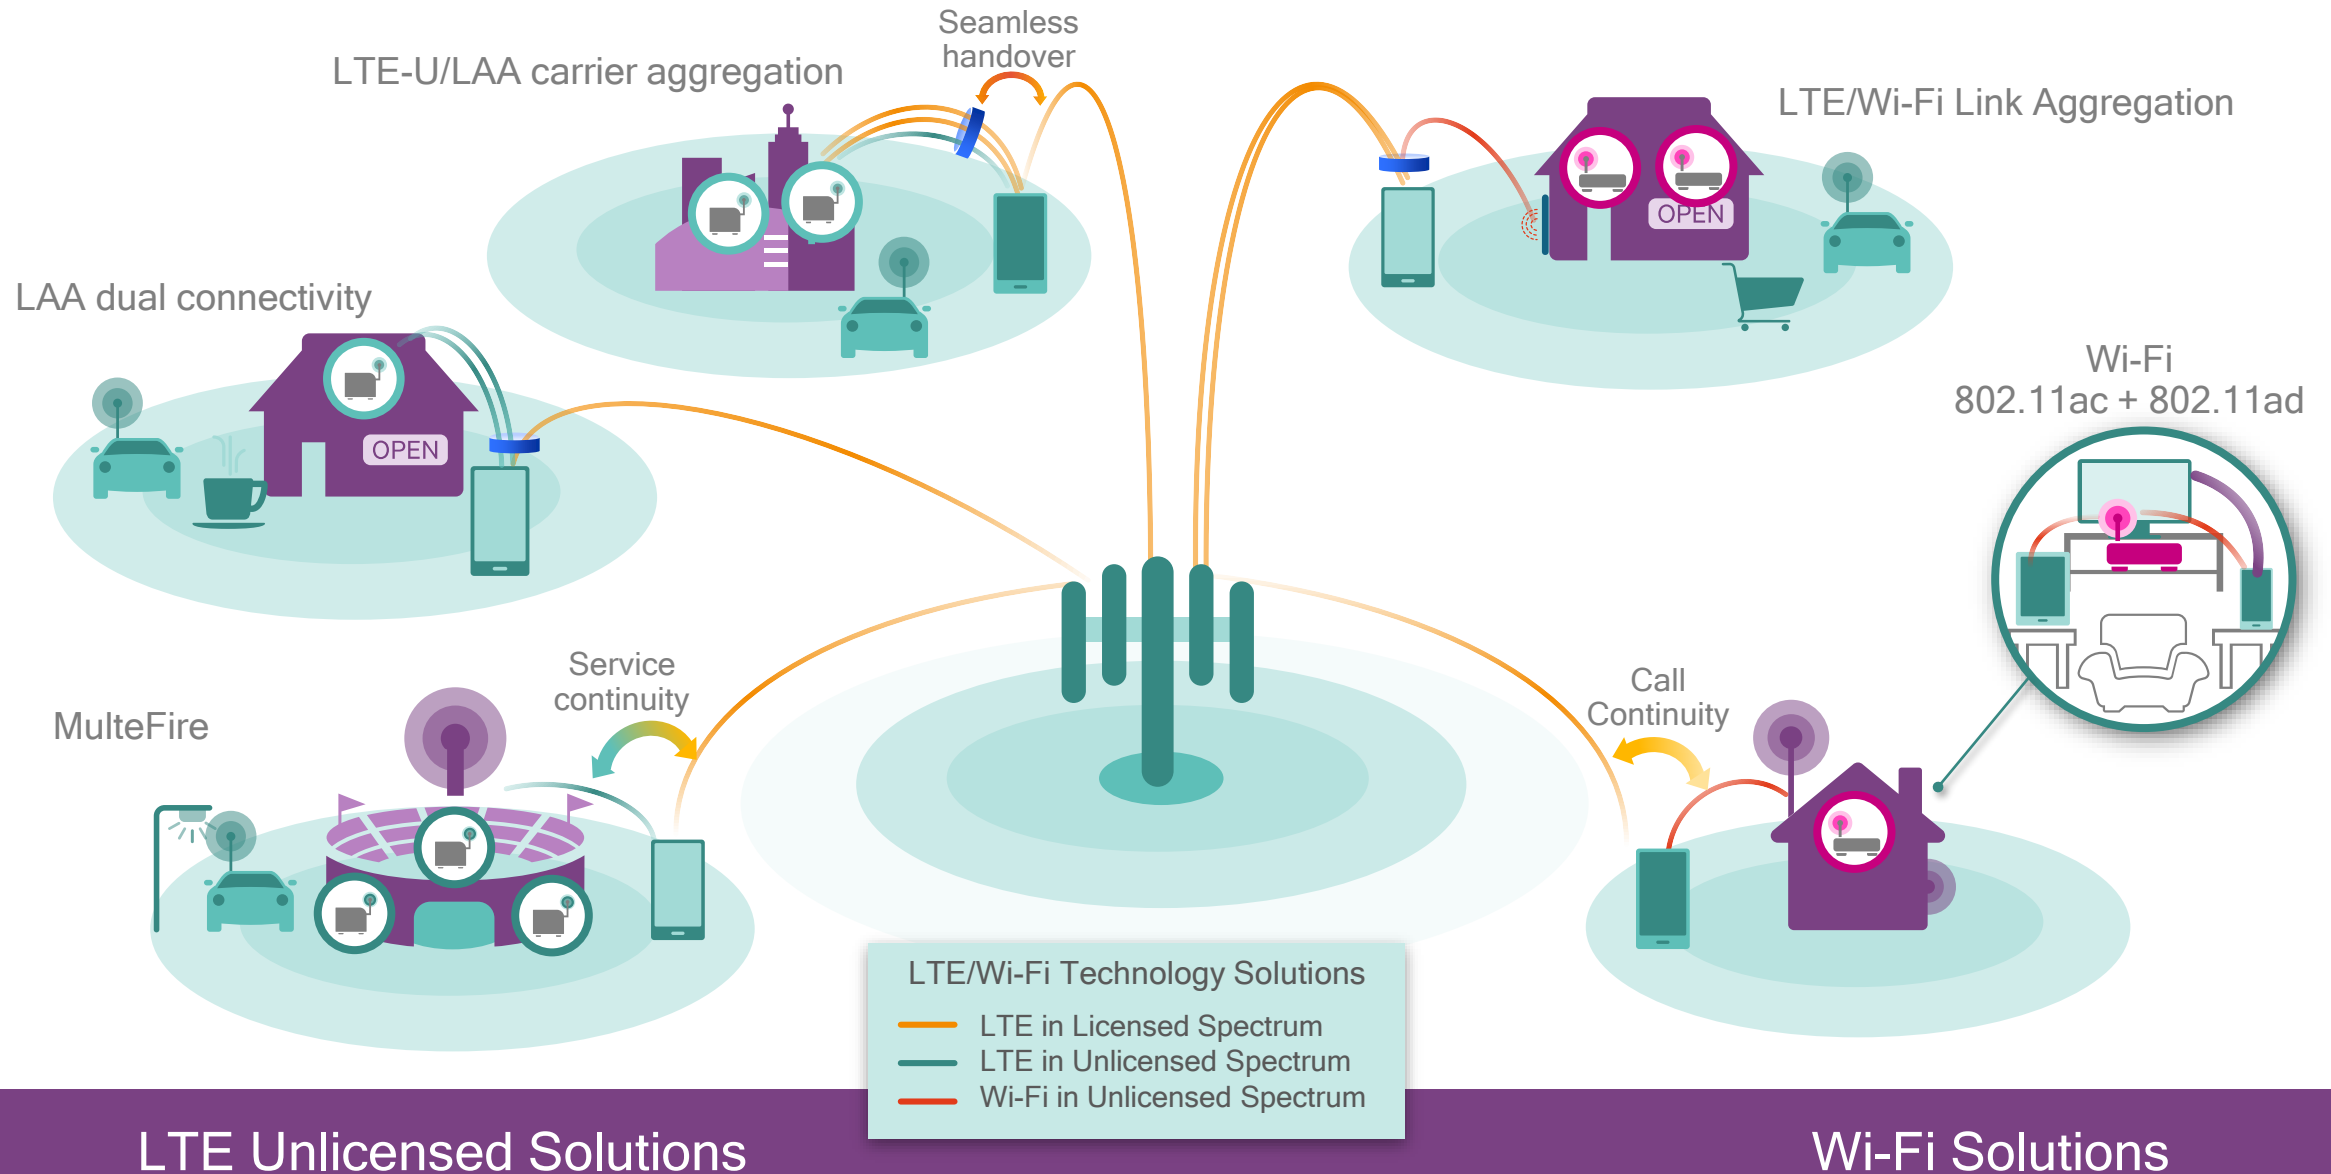 Seamless
handover
LTE-U/LAA carrier aggregation
LTE/Wi-Fi Link Aggregation
OPEN
LAA dual connectivity
OPEN
Wi-Fi
802.11ac + 802.11ad
Service
continuity
Call
Continuity
MulteFire
LTE/Wi-Fi Technology Solutions
LTE in Licensed Spectrum
LTE in Unlicensed Spectrum
Wi-Fi in Unlicensed Spectrum
LTE Unlicensed Solutions
Wi-Fi Solutions